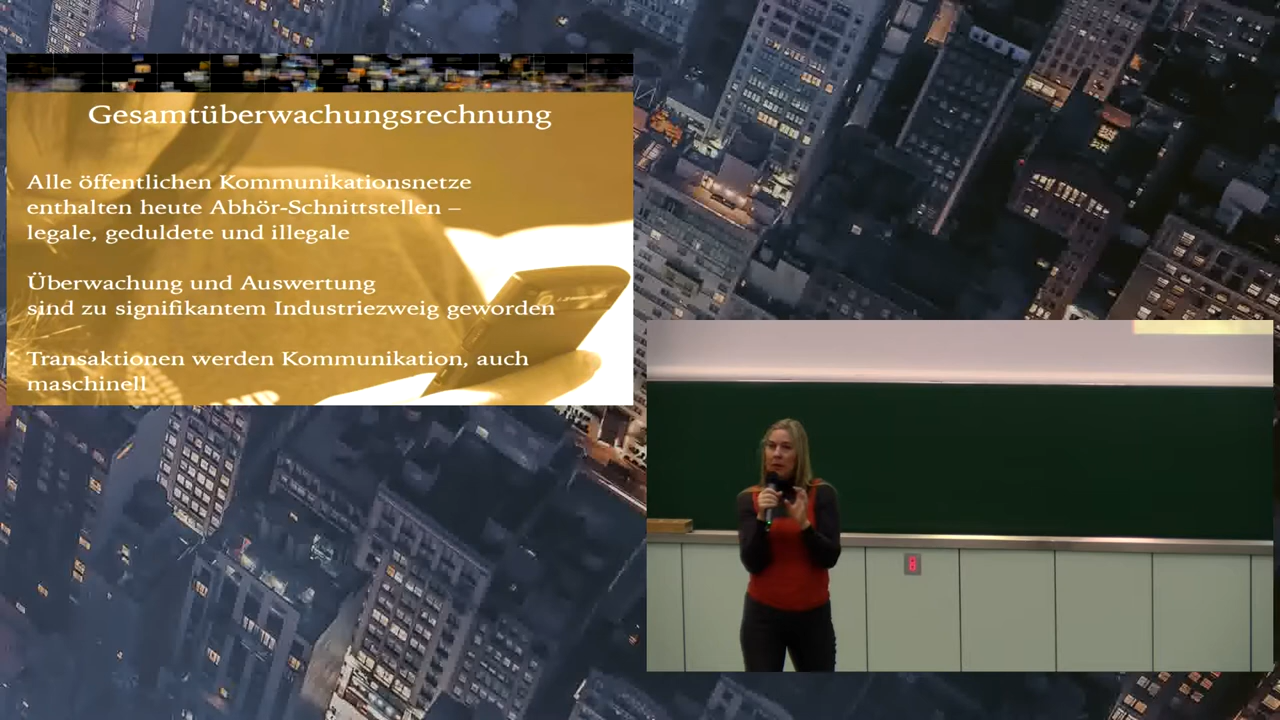 Gesamtüberwachungsrechnung
Alle öffentlichen Kommunikationsnetze
enthalten heute Abhör-Schnittstellen –
legale, geduldete und illegale
Überwachung und Auswertung
sind zu signifikantem Industriezweig geworden
Transaktionen werden Kommunikation, auch
maschinell